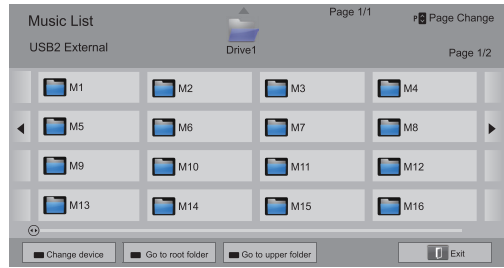 Music List
Page 1/1
P Page Change
USB2 External
Drive1
Page 1/2
M1 M2 M3 M4
M5 M6 M7 M8
M9 M10 M11 M12
M13 M14 M15 M16
Change device Go to root folder Go to upper folder Exit